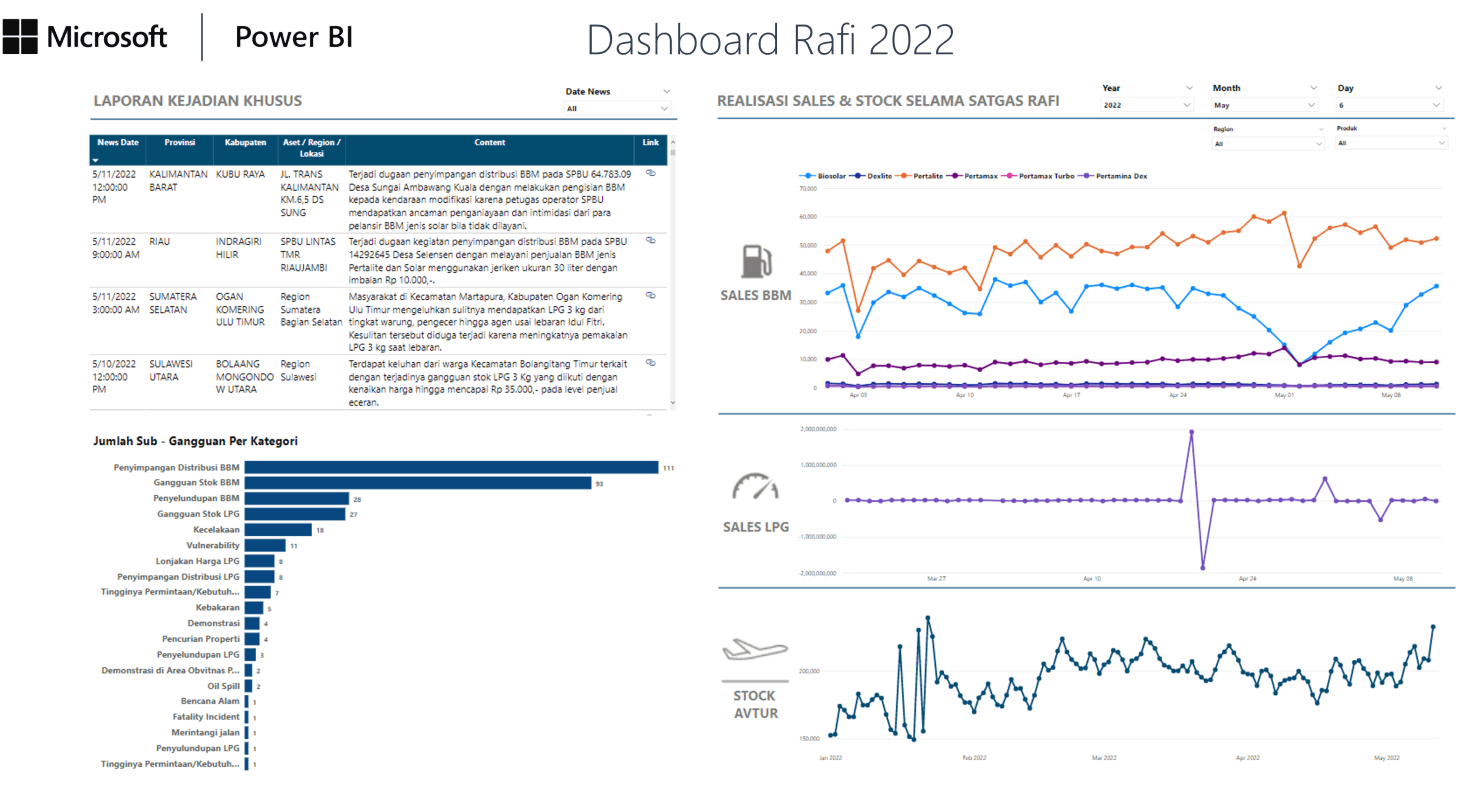 Microsoft
Power BI
Dashboard Rafi 2022
LAPORAN KEJADIAN KHUSUS
Date News
All
News Date
Provinsi
Kabupaten
Aset / Region /
Lokasi
Content
Link
5/11/2022
12:00:00
PM
KALIMANTAN
BARAT
KUBU RAYA
JL. TRANS
KALIMANTAN
KM.6,5 DS
SUNG
Terjadi dugaan penyimpangan distribusi BBM pada SPBU 64.783.09
Desa Sungai Ambawang Kuala dengan melakukan pengisian BBM
kepada kendaraan modifikasi karena petugas operator SPBU
mendapatkan ancaman penganiayaan dan intimidasi dari para
pelansir BBM jenis solar bila tidak dilayani.
5/11/2022
9:00:00 AM
RIAU
INDRAGIRI
HILIR
SPBU LINTAS
TMR
RIAUJAMBI
Terjadi dugaan kegiatan penyimpangan distribusi BBM pada SPBU
14292645 Desa Selensen dengan melayani penjualan BBM jenis
Pertalite dan Solar menggunakan jeriken ukuran 30 liter dengan
imbalan Rp 10.000,-.
5/11/2022
3:00:00 AM
SUMATERA
SELATAN
OGAN
KOMERING
ULU TIMUR
Region
Sumatera
Bagian Selatan
Masyarakat di Kecamatan Martapura, Kabupaten Ogan Komering
Ulu Timur mengeluhkan sulitnya mendapatkan LPG 3 kg dari
tingkat warung, pengecer hingga agen usai lebaran Idul Fitri.
Kesulitan tersebut diduga terjadi karena meningkatnya pemakaian
LPG 3 kg saat lebaran.
5/10/2022
12:00:00
PM
SULAWESI
UTARA
BOLAANG
MONGONDO
W UTARA
Region
Sulawesi
Terdapat keluhan dari warga Kecamatan Bolangitang Timur terkait
dengan terjadinya gangguan stok LPG 3 Kg yang diikuti dengan
kenaikan harga hingga mencapai Rp 35.000,- pada level penjual
eceran.
Jumlah Sub - Gangguan Per Kategori
Penyimpangan Distribusi BBM 111
Gangguan Stok BBM 93
Penyelundupan BBM 28
Gangguan Stok LPG 27
Kecelakaan 18
Vulnerability 11
Lonjakan Harga LPG 8
Penyimpangan Distribusi LPG 8
Tingginya Permintaan/Kebutuh... 7
Kebakaran 5
Demonstrasi 4
Pencurian Properti 4
Penyelundupan LPG 3
Demonstrasi di Area Obvitnas P... 2
Oil Spill 2
Bencana Alam 1
Fatality Incident 1
Merintangi jalan 1
Penyulundupan LPG 1
Tingginya Permintaan/Kebutuh... 1
REALISASI SALES & STOCK SELAMA SATGAS RAFI
Year
2022
Month
May
Day
6
Region
All
Produk
All
Biosolar Dexlite Pertalite Pertamax Pertamax Turbo Pertamina Dex
SALES BBM
70,000
60,000
50,000
40,000
30,000
20,000
10,000
0
Apr 03 Apr 10 Apr 17 Apr 24 May 01 May 08
SALES LPG
2,000,000,000
1,000,000,000
0
-1,000,000,000
-2,000,000,000
Mar 27 Apr 10 Apr 24 May 08
STOCK
AVTUR
200,000
150,000
Jan 2022 Feb 2022 Mar 2022 Apr 2022 May 2022